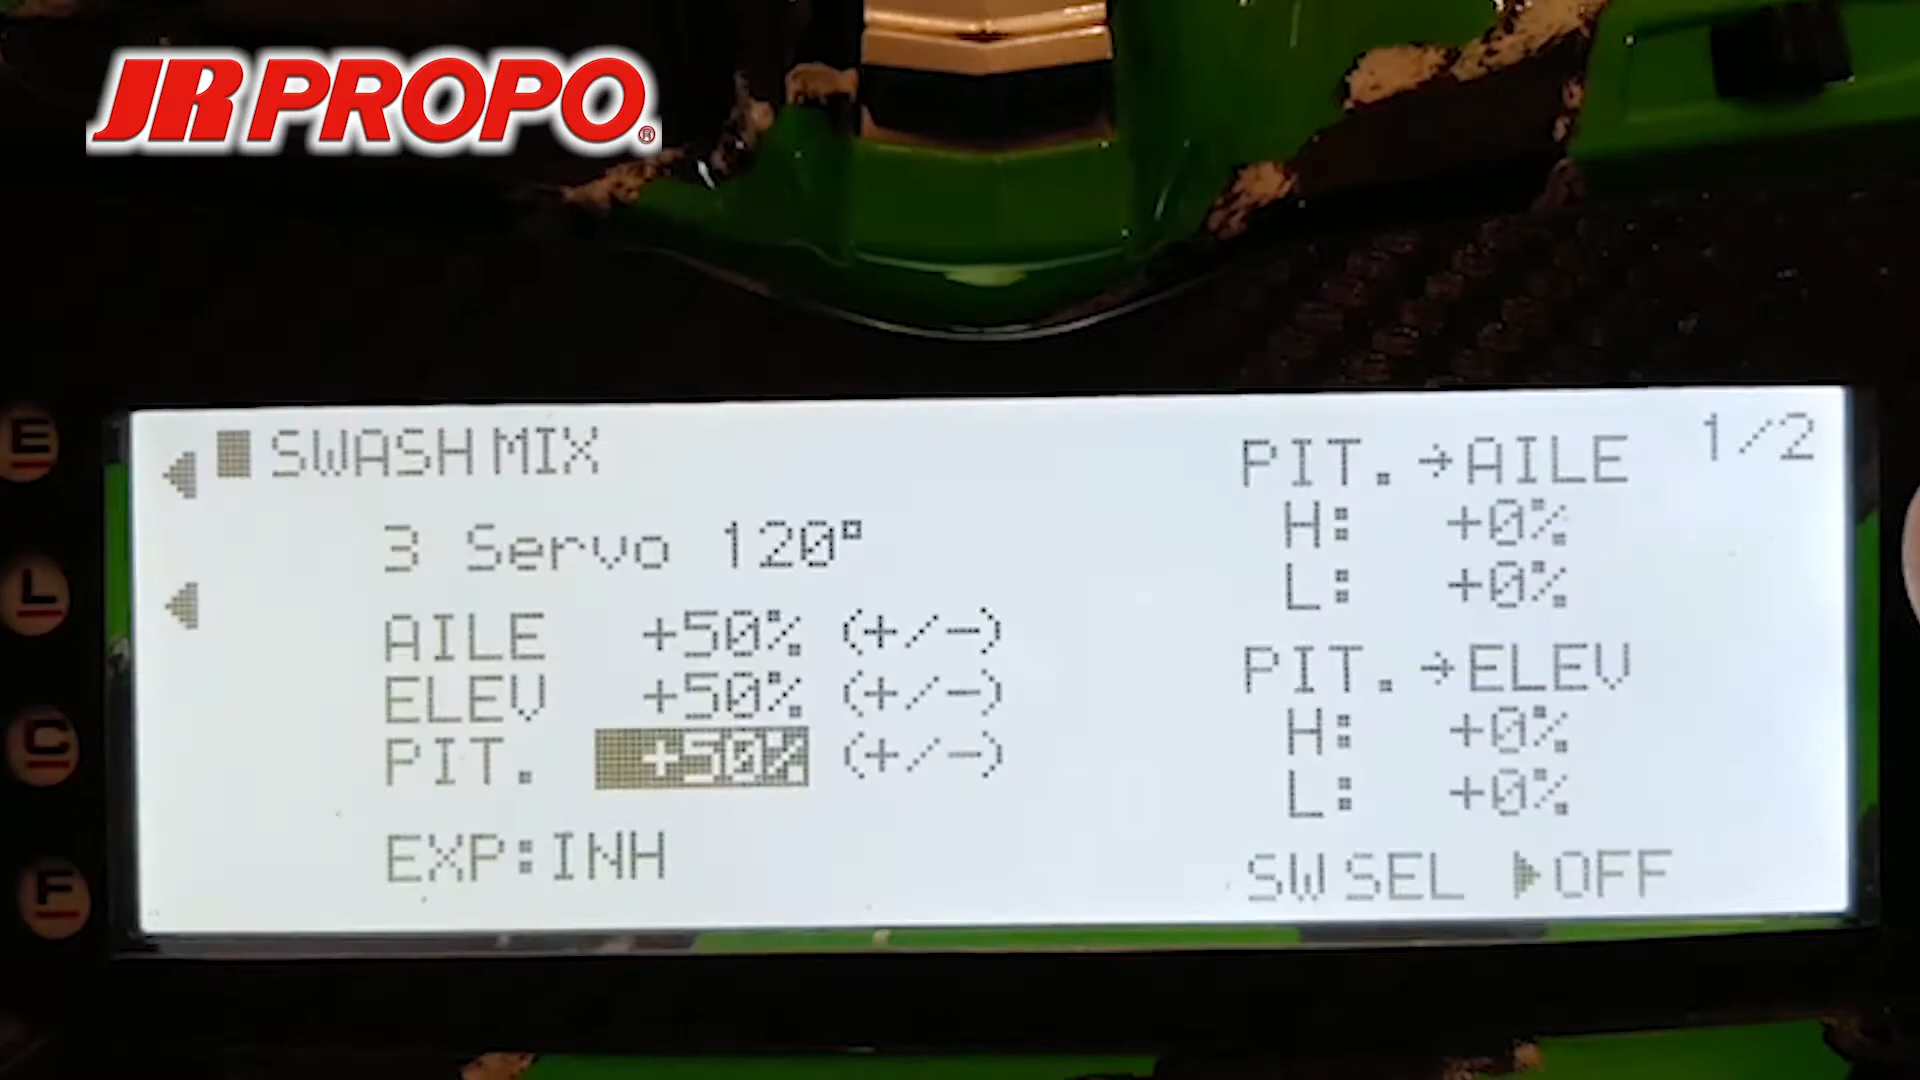 JR PROPO®
E
L
C
F
SWASH MIX
3 Servo 120°
AILE +50% (+/-)
ELEV +50% (+/-)
PIT. +50% (+/-)
EXP:INH
1/2
PIT.→AILE
H: +0%
L: +0%
PIT.→ELEV
H: +0%
L: +0%
SW SEL ▶OFF